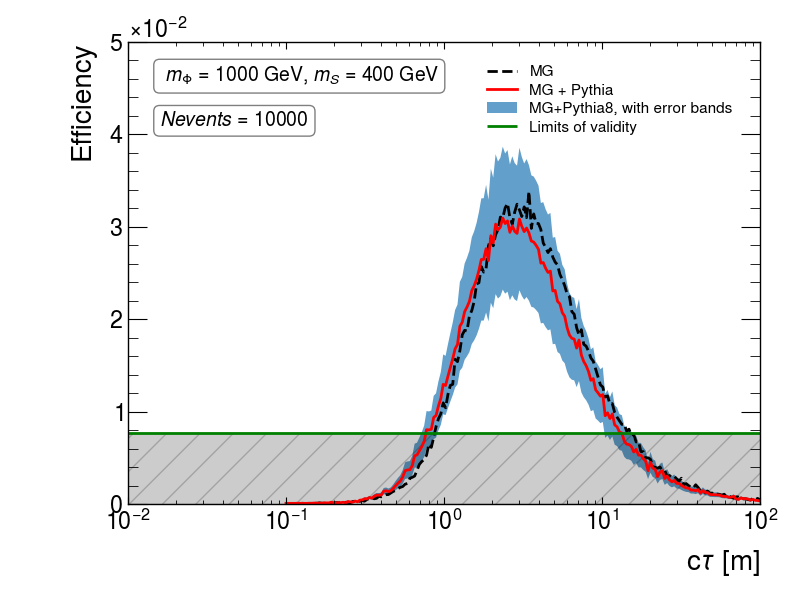 ×10⁻²
m_Φ = 1000 GeV, m_S = 400 GeV
Nevents = 10000
MG
MG + Pythia
MG+Pythia8, with error bands
Limits of validity
Efficiency
5
4
3
2
1
0
10⁻² 10⁻¹ 10⁰ 10¹ 10²
cτ [m]